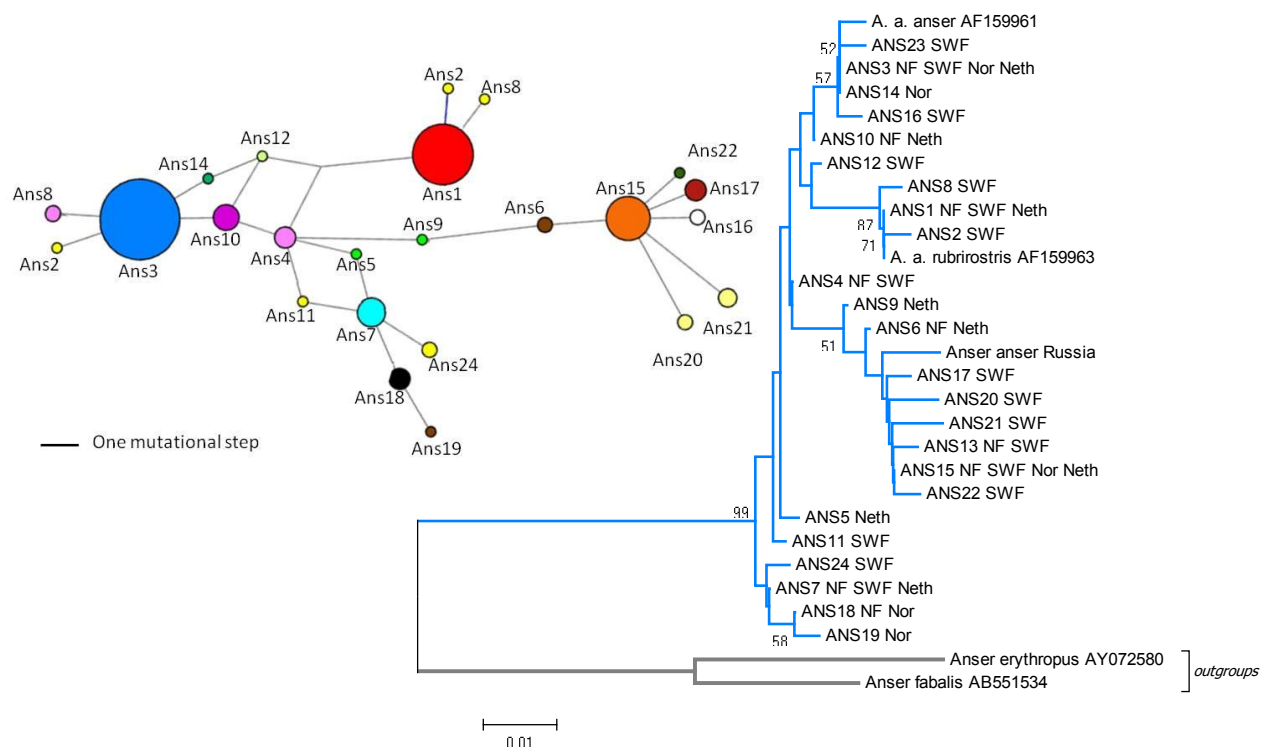 Ans2
Ans8
Ans12
Ans14
Ans1
Ans22
Ans8
Ans15
Ans17
Ans6
Ans9
Ans16
Ans10
Ans4
Ans5
Ans2
Ans3
Ans11
Ans7
Ans21
Ans20
Ans24
Ans18
Ans19
One mutational step
A. a. anser AF159961
52
ANS23 SWF
ANS3 NF SWF Nor Neth
57
ANS14 Nor
ANS16 SWF
ANS10 NF Neth
ANS12 SWF
ANS8 SWF
ANS1 NF SWF Neth
87
ANS2 SWF
71
A. a. rubrirostris AF159963
ANS4 NF SWF
ANS9 Neth
ANS6 NF Neth
51
Anser anser Russia
ANS17 SWF
ANS20 SWF
ANS21 SWF
ANS13 NF SWF
ANS15 NF SWF Nor Neth
ANS22 SWF
99
ANS5 Neth
ANS11 SWF
ANS24 SWF
ANS7 NF SWF Neth
ANS18 NF Nor
ANS19 Nor
58
Anser erythropus AY072580
outgroups
Anser fabalis AB551534
0.01